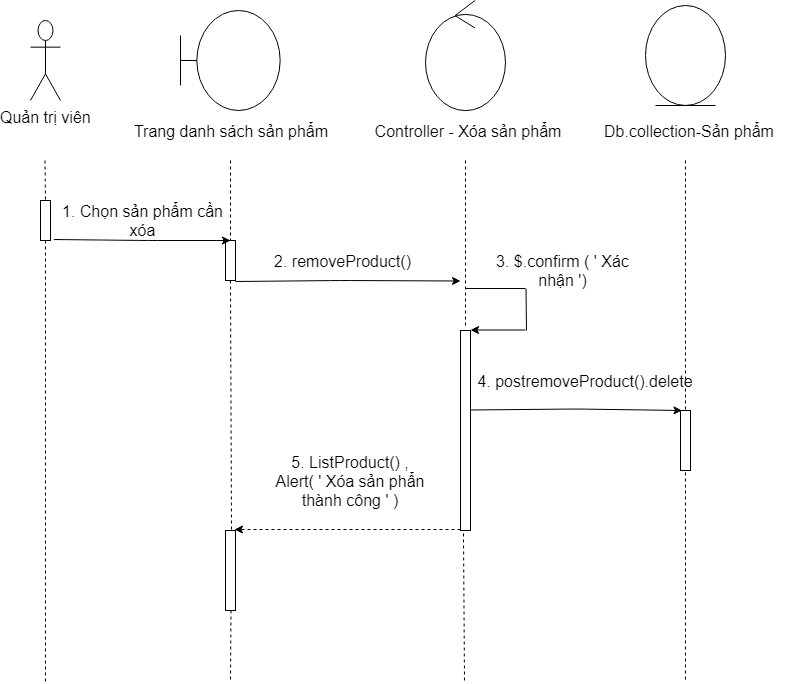 Quản trị viên
Trang danh sách sản phẩm
Controller - Xóa sản phẩm
Db.collection-Sản phẩm
1. Chọn sản phẩm cần
xóa
2. removeProduct()
3. $.confirm ( ' Xác
nhận ')
4. postremoveProduct().delete
5. ListProduct() ,
Alert( ' Xóa sản phẩn
thành công ' )